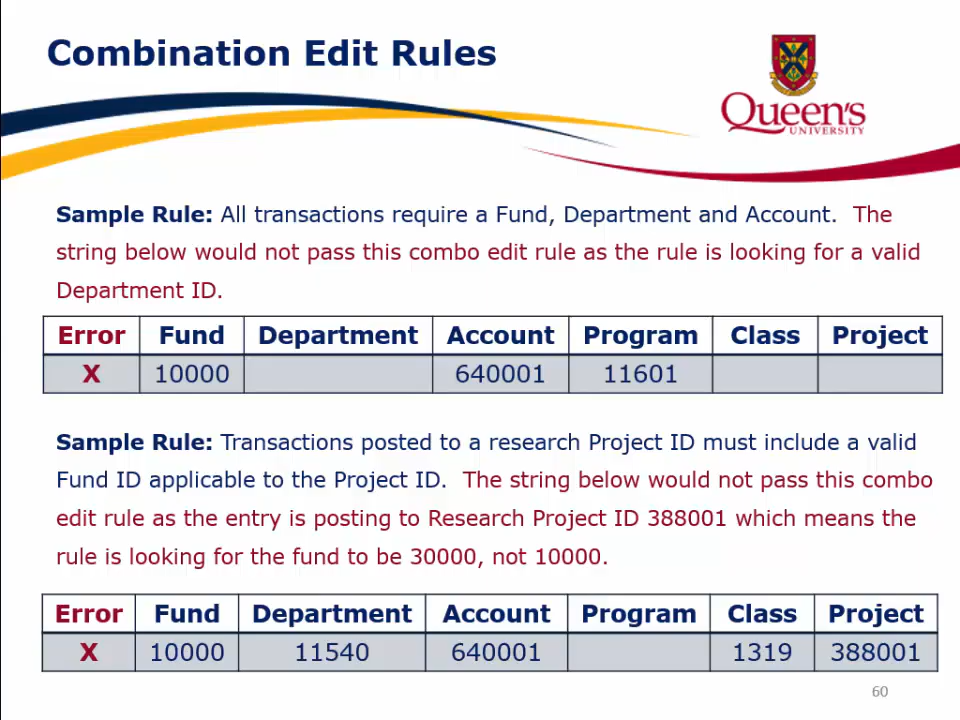 Combination Edit Rules
Queen's
UNIVERSITY
Sample Rule: All transactions require a Fund, Department and Account. The
string below would not pass this combo edit rule as the rule is looking for a valid
Department ID.
Error Fund Department Account Program Class Project
X 10000 640001 11601
Sample Rule: Transactions posted to a research Project ID must include a valid
Fund ID applicable to the Project ID. The string below would not pass this combo
edit rule as the entry is posting to Research Project ID 388001 which means the
rule is looking for the fund to be 30000, not 10000.
Error Fund Department Account Program Class Project
X 10000 11540 640001 1319 388001
60